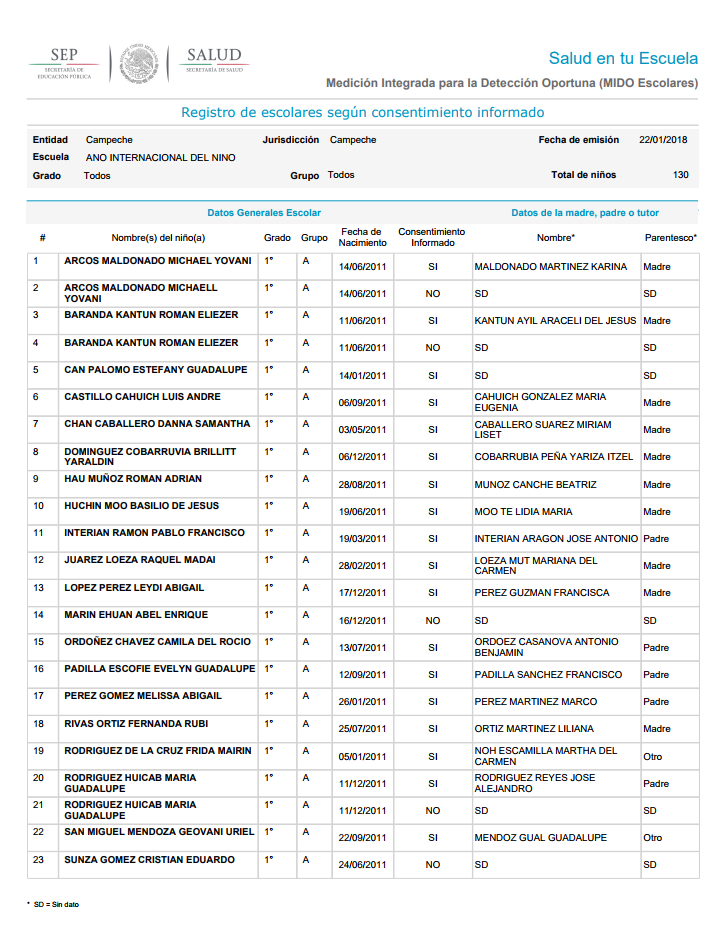 SEP
SECRETARÍA DE
EDUCACIÓN PÚBLICA
SALUD
SECRETARÍA DE SALUD
Salud en tu Escuela
Medición Integrada para la Detección Oportuna (MIDO Escolares)
Registro de escolares según consentimiento informado
Entidad Campeche Jurisdicción Campeche Fecha de emisión 22/01/2018
Escuela ANO INTERNACIONAL DEL NINO
Grado Todos Grupo Todos Total de niños 130
Datos Generales Escolar Datos de la madre, padre o tutor
# Nombre(s) del niño(a) Grado Grupo Fecha de Nacimiento Consentimiento Informado Nombre* Parentesco*
1 ARCOS MALDONADO MICHAEL YOVANI 1° A 14/06/2011 SI MALDONADO MARTINEZ KARINA Madre
2 ARCOS MALDONADO MICHAELL YOVANI 1° A 14/06/2011 NO SD SD
3 BARANDA KANTUN ROMAN ELIEZER 1° A 11/06/2011 SI KANTUN AYIL ARACELI DEL JESUS Madre
4 BARANDA KANTUN ROMAN ELIEZER 1° A 11/06/2011 NO SD SD
5 CAN PALOMO ESTEFANY GUADALUPE 1° A 14/01/2011 SI SD SD
6 CASTILLO CAHUICH LUIS ANDRE 1° A 06/09/2011 SI CAHUICH GONZALEZ MARIA EUGENIA Madre
7 CHAN CABALLERO DANNA SAMANTHA 1° A 03/05/2011 SI CABALLERO SUAREZ MIRIAM LISET Madre
8 DOMINGUEZ COBARRUVIA BRILLITT YARALDIN 1° A 06/12/2011 SI COBARRUBIA PEÑA YARIZA ITZEL Madre
9 HAU MUÑOZ ROMAN ADRIAN 1° A 28/08/2011 SI MUNOZ CANCHE BEATRIZ Madre
10 HUCHIN MOO BASILIO DE JESUS 1° A 19/06/2011 SI MOO TE LIDIA MARIA Madre
11 INTERIAN RAMON PABLO FRANCISCO 1° A 19/03/2011 SI INTERIAN ARAGON JOSE ANTONIO Padre
12 JUAREZ LOEZA RAQUEL MADAI 1° A 28/02/2011 SI LOEZA MUT MARIANA DEL CARMEN Madre
13 LOPEZ PEREZ LEYDI ABIGAIL 1° A 17/12/2011 SI PEREZ GUZMAN FRANCISCA Madre
14 MARIN EHUAN ABEL ENRIQUE 1° A 16/12/2011 NO SD SD
15 ORDOÑEZ CHAVEZ CAMILA DEL ROCIO 1° A 13/07/2011 SI ORDOEZ CASANOVA ANTONIO BENJAMIN Padre
16 PADILLA ESCOFIE EVELYN GUADALUPE 1° A 12/09/2011 SI PADILLA SANCHEZ FRANCISCO Padre
17 PEREZ GOMEZ MELISSA ABIGAIL 1° A 26/01/2011 SI PEREZ MARTINEZ MARCO Padre
18 RIVAS ORTIZ FERNANDA RUBI 1° A 25/07/2011 SI ORTIZ MARTINEZ LILIANA Madre
19 RODRIGUEZ DE LA CRUZ FRIDA MAIRIN 1° A 05/01/2011 SI NOH ESCAMILLA MARTHA DEL CARMEN Otro
20 RODRIGUEZ HUICAB MARIA GUADALUPE 1° A 11/12/2011 SI RODRIGUEZ REYES JOSE ALEJANDRO Padre
21 RODRIGUEZ HUICAB MARIA GUADALUPE 1° A 11/12/2011 NO SD SD
22 SAN MIGUEL MENDOZA GEOVANI URIEL 1° A 22/09/2011 SI MENDOZ GUAL GUADALUPE Otro
23 SUNZA GOMEZ CRISTIAN EDUARDO 1° A 24/06/2011 NO SD SD
* SD = Sin dato